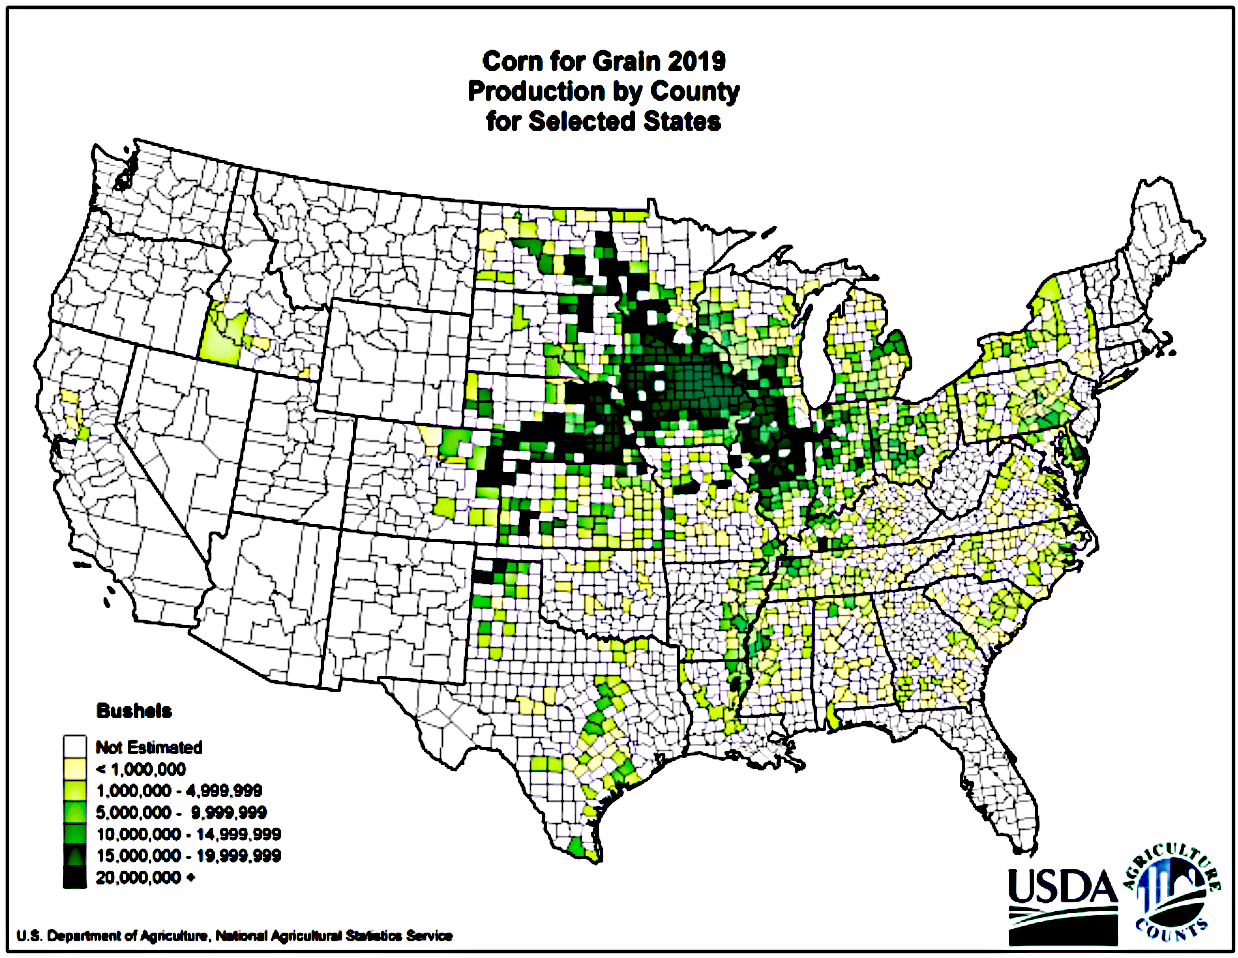 Corn for Grain 2019
Production by County
for Selected States
Bushels
Not Estimated
< 1,000,000
1,000,000 - 4,999,999
5,000,000 - 9,999,999
10,000,000 - 14,999,999
15,000,000 - 19,999,999
20,000,000 +
USDA
AGRICULTURE
COUNTS
U.S. Department of Agriculture, National Agricultural Statistics Service